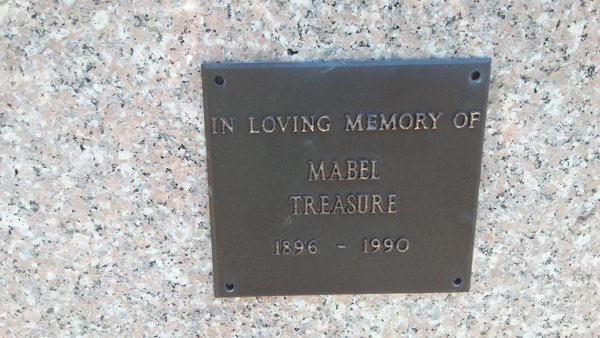 IN LOVING MEMORY OF
MABEL
TREASURE
1896 - 1990